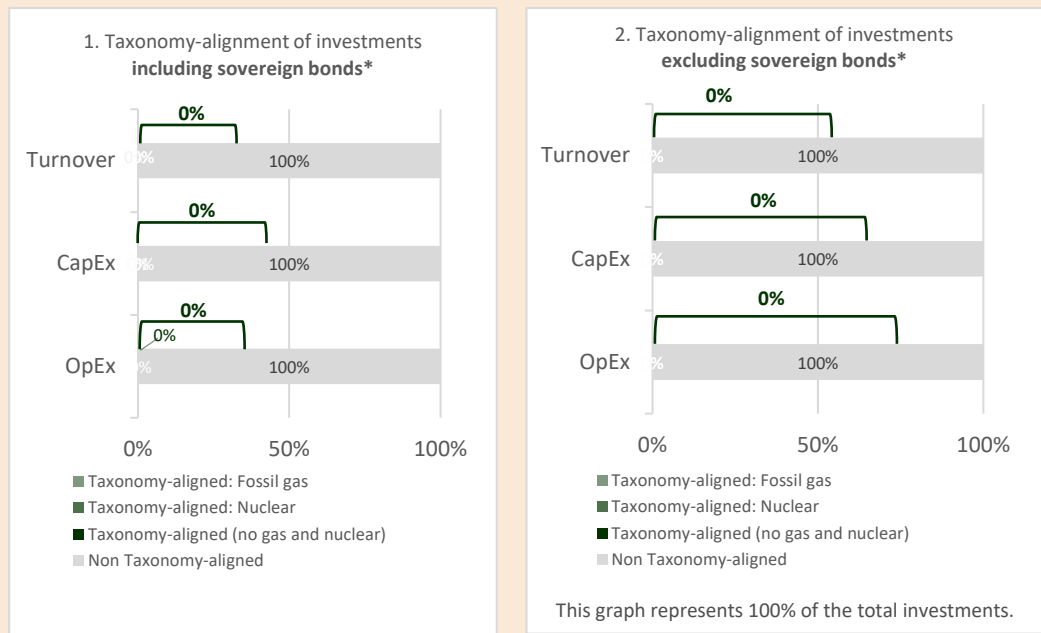 1. Taxonomy-alignment of investments
including sovereign bonds*
0%
Turnover
100%
0%
CapEx
100%
0%
0%
OpEx
0%
100%
0% 50% 100%
Taxonomy-aligned: Fossil gas
Taxonomy-aligned: Nuclear
Taxonomy-aligned (no gas and nuclear)
Non Taxonomy-aligned
2. Taxonomy-alignment of investments
excluding sovereign bonds*
0%
Turnover
100%
0%
CapEx
100%
0%
OpEx
100%
0% 50% 100%
Taxonomy-aligned: Fossil gas
Taxonomy-aligned: Nuclear
Taxonomy-aligned (no gas and nuclear)
Non Taxonomy-aligned
This graph represents 100% of the total investments.